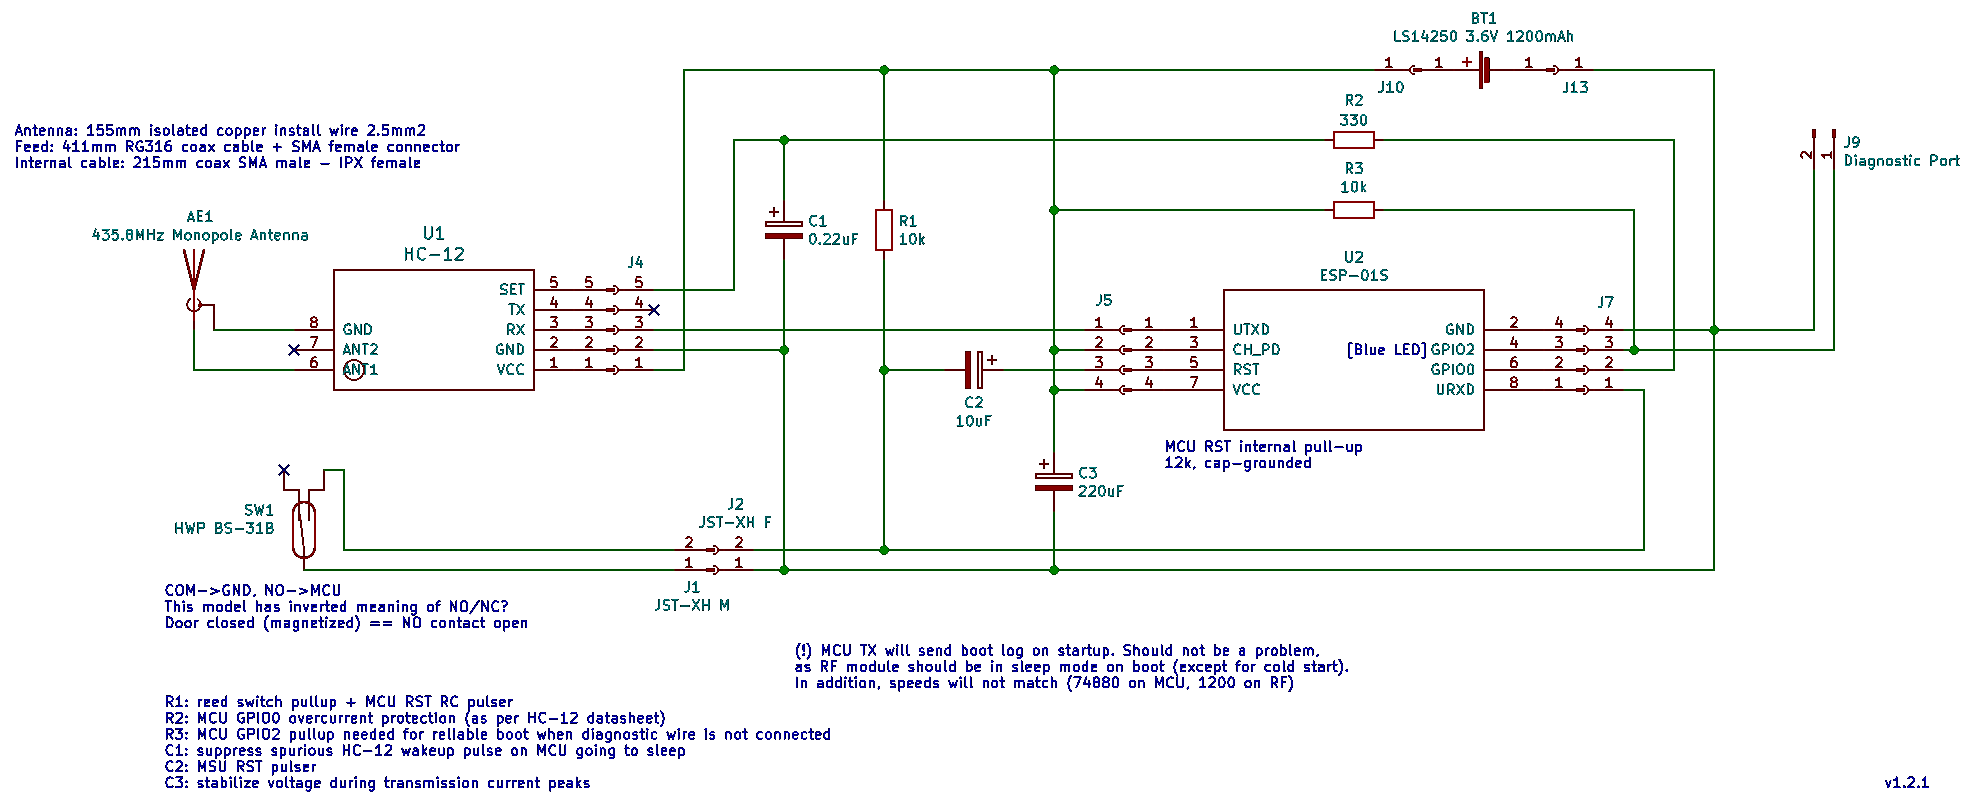 BT1
LS14250 3.6V 1200mAh
1 1 + 1 1
J10 J13
R2
330
R3
10k
2 1
J9
Diagnostic Port
Antenna: 155mm isolated copper install wire 2.5mm2
Feed: 411mm RG316 coax cable + SMA female connector
Internal cable: 215mm coax SMA male - IPX female
AE1
435.8MHz Monopole Antenna
U1
HC-12
8 GND
7 ANT2
6 ANT1
J4
SET 5 5 5
TX 4 4 4
RX 3 3 3
GND 2 2 2
VCC 1 1 1
+
C1
0.22uF
R1
10k
+
C2
10uF
U2
ESP-01S
J5
1 1 1 UTXD
2 2 3 CH_PD
3 3 5 RST
4 4 7 VCC
J7
GND 2 4 4
[Blue LED] GPIO2 4 3 3
GPIO0 6 2 2
URXD 8 1 1
MCU RST internal pull-up
12k, cap-grounded
+
C3
220uF
SW1
HWP BS-31B
J2
JST-XH F
2 2
1 1
J1
JST-XH M
COM->GND, NO->MCU
This model has inverted meaning of NO/NC?
Door closed (magnetized) == NO contact open
(!) MCU TX will send boot log on startup. Should not be a problem,
as RF module should be in sleep mode on boot (except for cold start).
In addition, speeds will not match (74880 on MCU, 1200 on RF)
R1: reed switch pullup + MCU RST RC pulser
R2: MCU GPIO0 overcurrent protection (as per HC-12 datasheet)
R3: MCU GPIO2 pullup needed for reliable boot when diagnostic wire is not connected
C1: suppress spurious HC-12 wakeup pulse on MCU going to sleep
C2: MSU RST pulser
C3: stabilize voltage during transmission current peaks
v1.2.1